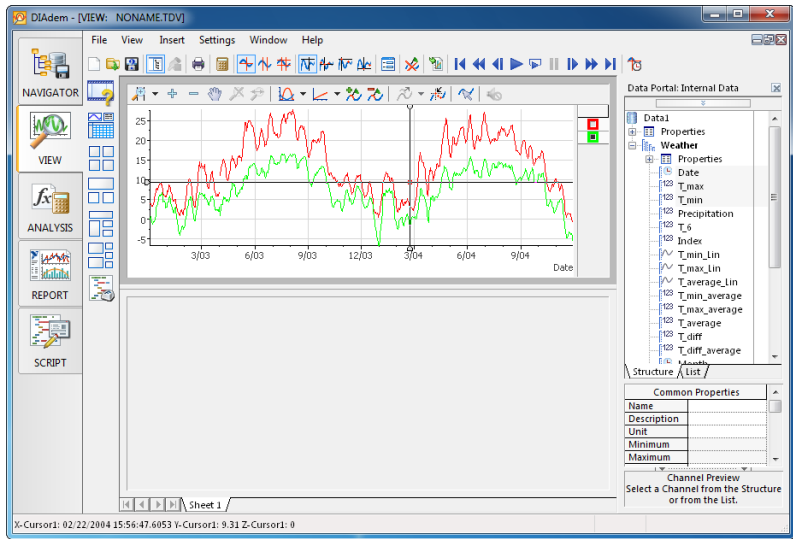 DIAdem - [VIEW: NONAME.TDV]
File View Insert Settings Window Help
NAVIGATOR
VIEW
ANALYSIS
REPORT
SCRIPT
25
20
15
10
5
0
-5
3/03 6/03 9/03 12/03 3/04 6/04 9/04
Date
Sheet 1
Data Portal: Internal Data
Data1
Properties
Weather
Properties
Date
T_max
T_min
Precipitation
T_6
Index
T_min_Lin
T_max_Lin
T_average_Lin
T_min_average
T_max_average
T_average
T_diff
T_diff_average
Month
Structure List
Common Properties
Name
Description
Unit
Minimum
Maximum
Channel Preview
Select a Channel from the Structure
or from the List.
X-Cursor1: 02/22/2004 15:56:47.6053 Y-Cursor1: 9.31 Z-Cursor1: 0